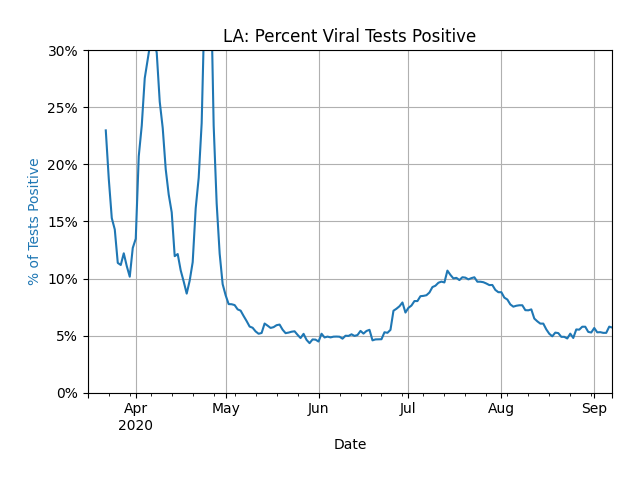 LA: Percent Viral Tests Positive
30%
25%
20%
15%
10%
5%
0%
% of Tests Positive
Apr May Jun Jul Aug Sep
2020
Date